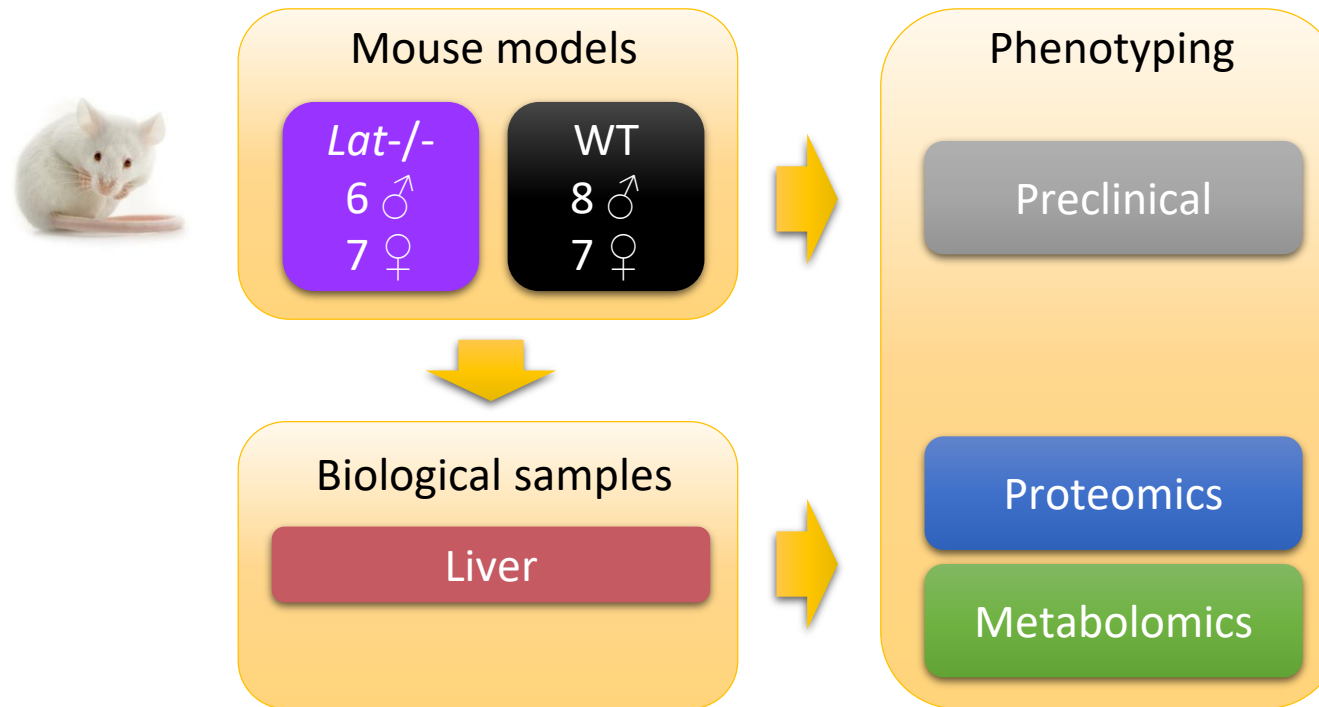 Mouse models
Lat-/-
6 ♂
7 ♀
WT
8 ♂
7 ♀
Biological samples
Liver
Phenotyping
Preclinical
Proteomics
Metabolomics